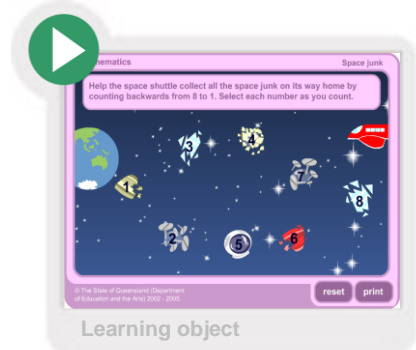 hematics
Space junk
Help the space shuttle collect all the space junk on its way home by
counting backwards from 8 to 1. Select each number as you count.
3
4
7
1
8
2
5
6
© The State of Queensland (Department
of Education and the Arts) 2002 - 2005.
reset
print
Learning object